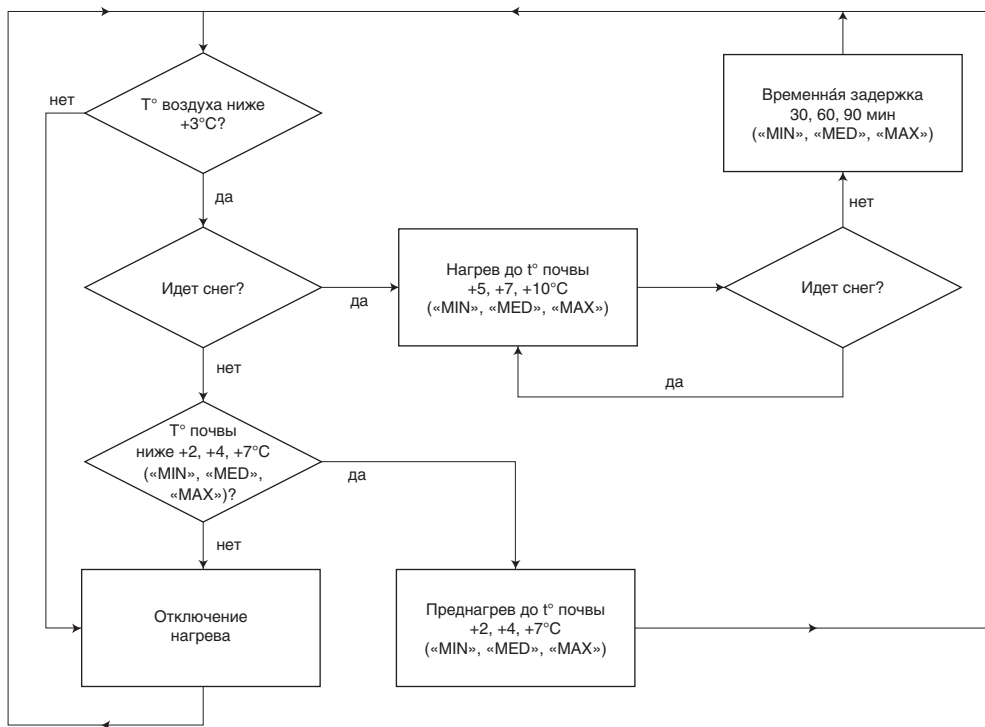 нет
Т° воздуха ниже
+3°С?
Временна́я задержка
30, 60, 90 мин
(«MIN», «MED», «MAX»)
да
нет
Идет снег?
да
Нагрев до t° почвы
+5, +7, +10°С
(«MIN», «MED», «MAX»)
Идет снег?
нет
да
Т° почвы
ниже +2, +4, +7°С
(«MIN», «MED»,
«MAX»)?
да
нет
Отключение
нагрева
Преднагрев до t° почвы
+2, +4, +7°С
(«MIN», «MED», «MAX»)